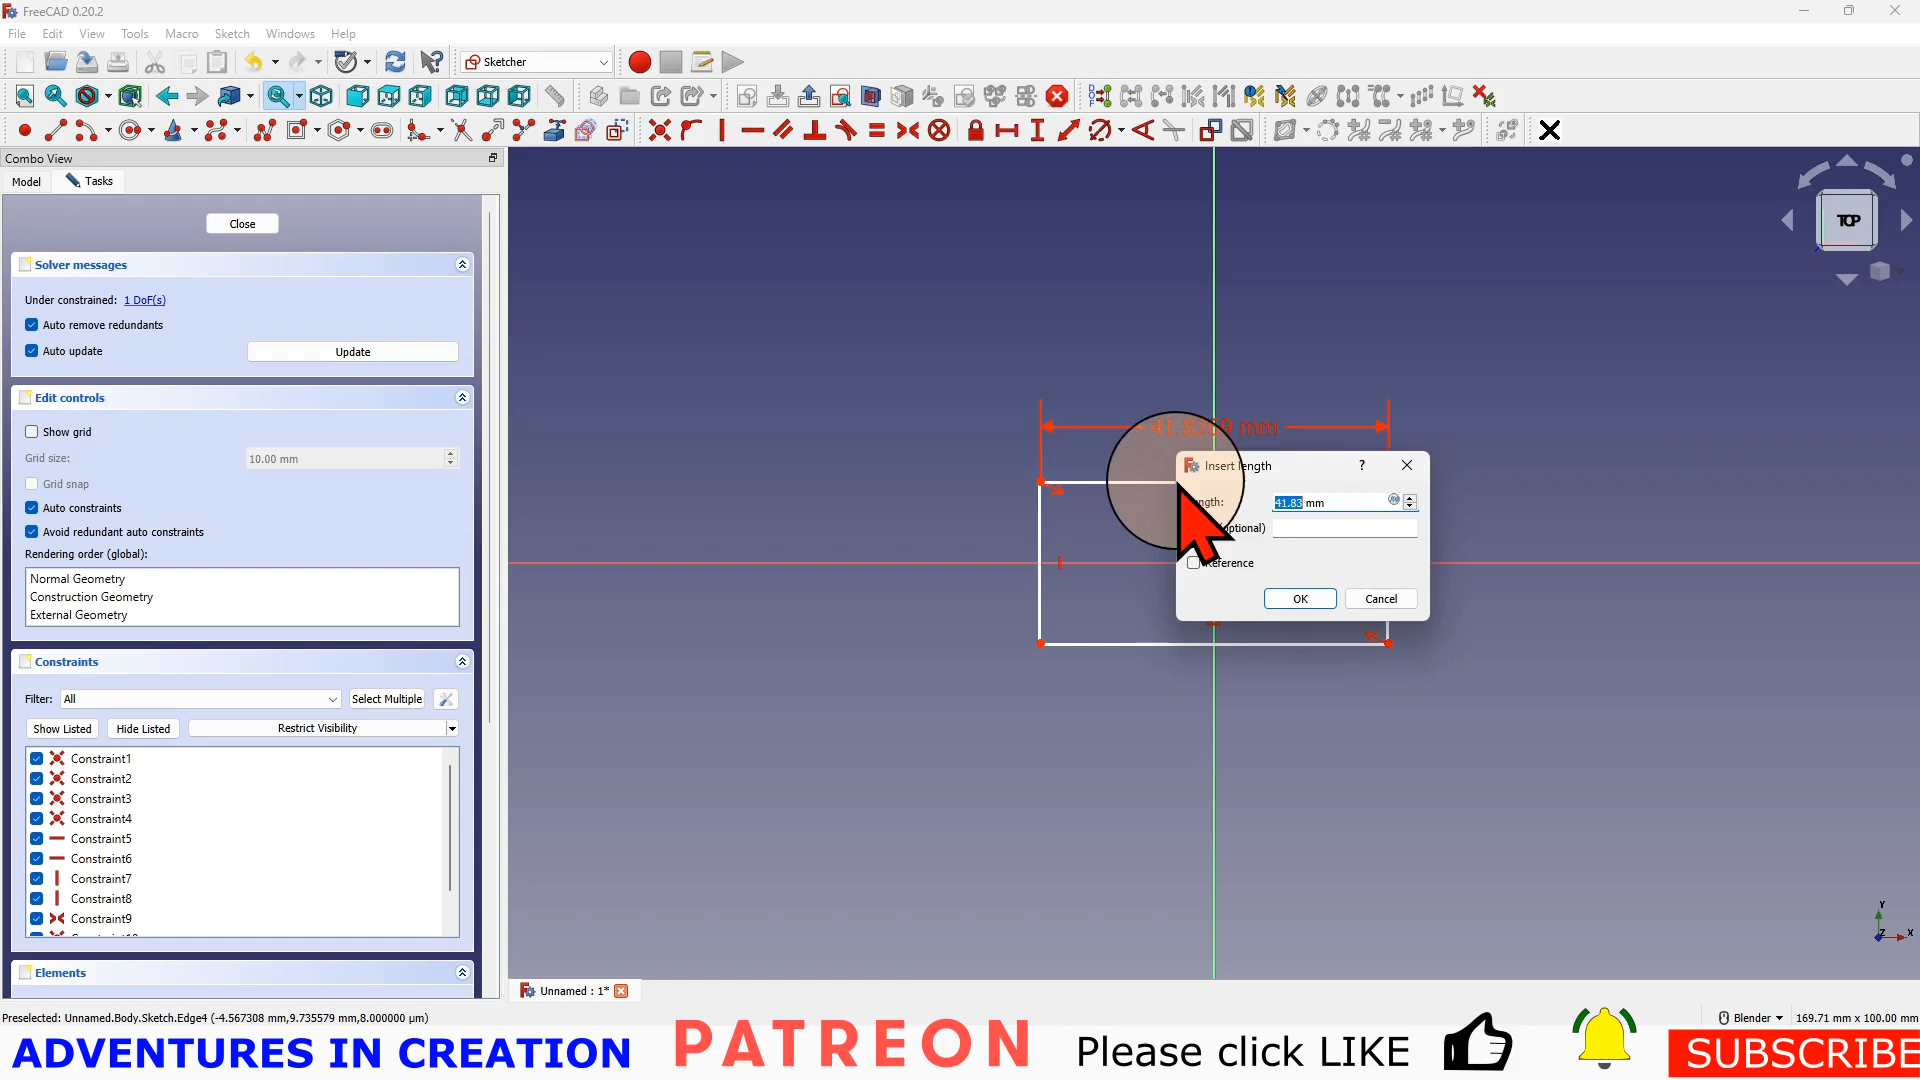 FreeCAD 0.20.2
File Edit View Tools Macro Sketch Windows Help
Sketcher
Combo View
Model Tasks
Close
Solver messages
Under constrained: 1 DoF(s)
Auto remove redundants
Auto update
Update
Edit controls
Show grid
Grid size: 10.00 mm
Grid snap
Auto constraints
Avoid redundant auto constraints
Rendering order (global):
Normal Geometry
Construction Geometry
External Geometry
Constraints
Filter: All Select Multiple
Show Listed Hide Listed Restrict Visibility
Constraint1
Constraint2
Constraint3
Constraint4
Constraint5
Constraint6
Constraint7
Constraint8
Constraint9
Elements
TOP
mm
Insert length ?
41.83 mm
(optional)
Reference
OK Cancel
Y
Z X
Unnamed : 1*
Preselected: Unnamed.Body.Sketch.Edge4 (-4.567308 mm,9.735579 mm,8.000000 µm)
Blender 169.71 mm x 100.00 mm
ADVENTURES IN CREATION PATREON Please click LIKE SUBSCRIBE